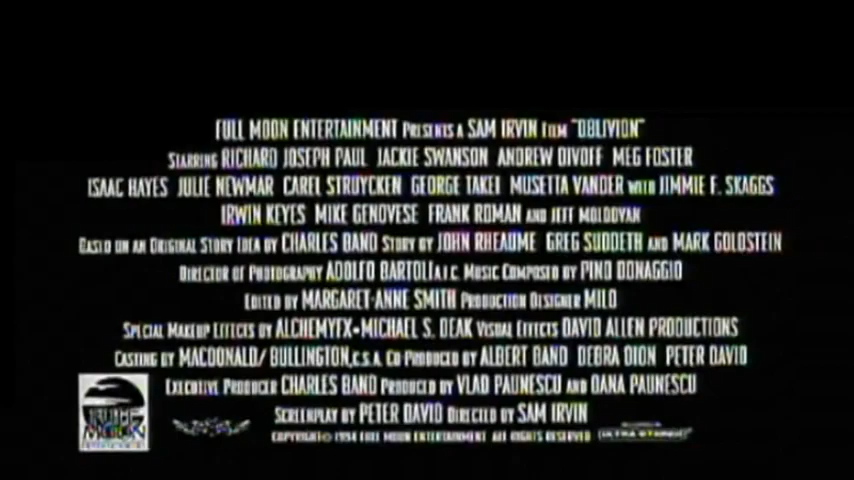 FULL MOON ENTERTAINMENT PRESENTS A SAM IRVIN FILM "OBLIVION"
STARRING RICHARD JOSEPH PAUL JACKIE SWANSON ANDREW DIVOFF MEG FOSTER
ISAAC HAYES JULIE NEWMAR CAREL STRUYCKEN GEORGE TAKEI MUSETTA VANDER WITH JIMMIE F. SKAGGS
IRWIN KEYES MIKE GENOVESE FRANK ROMAN AND JEFF MOLDOVAN
BASED ON AN ORIGINAL STORY IDEA BY CHARLES BAND STORY BY JOHN RHEAUME GREG SUDDETH AND MARK GOLDSTEIN
DIRECTOR OF PHOTOGRAPHY ADOLFO BARTOLI A.I.C. MUSIC COMPOSED BY PINO DONAGGIO
EDITED BY MARGARET-ANNE SMITH PRODUCTION DESIGNER MILO
SPECIAL MAKEUP EFFECTS BY ALCHEMYFX-MICHAEL S. DEAK VISUAL EFFECTS DAVID ALLEN PRODUCTIONS
CASTING BY MACDONALD/BULLINGTON, C.S.A. CO PRODUCED BY ALBERT BAND DEBRA DION PETER DAVID
EXECUTIVE PRODUCER CHARLES BAND PRODUCED BY VLAD PAUNESCU AND OANA PAUNESCU
SCREENPLAY BY PETER DAVID DIRECTED BY SAM IRVIN
COPYRIGHT © 1994 FULL MOON ENTERTAINMENT ALL RIGHTS RESERVED ULTRA STEREO
FULL MOON